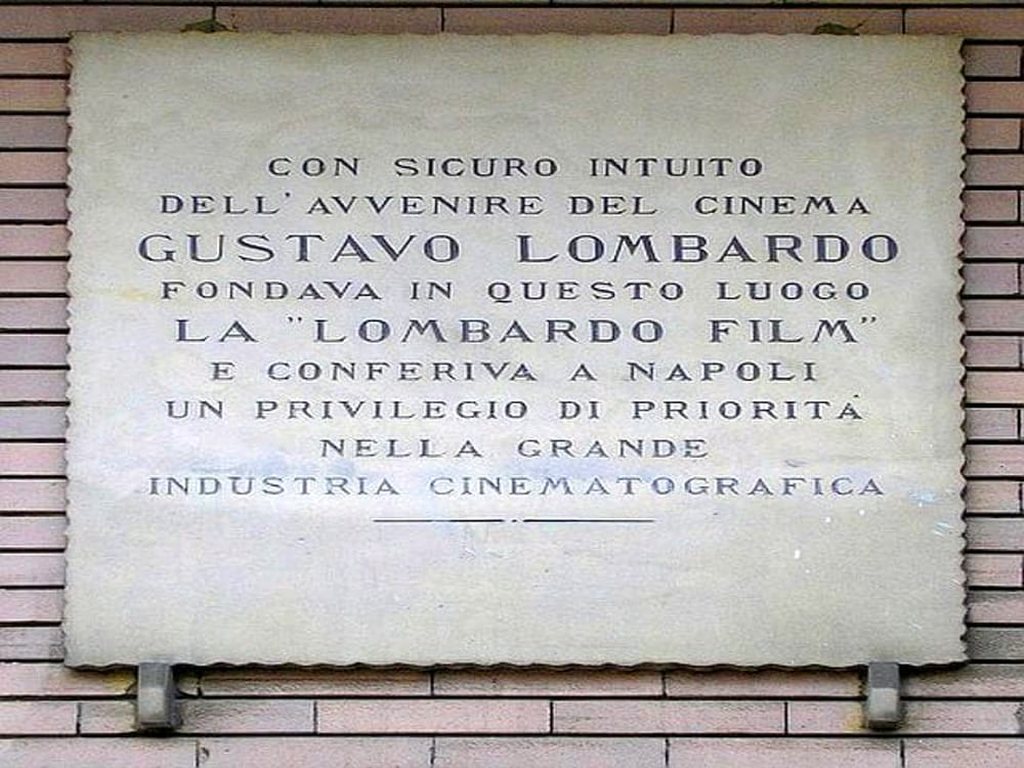 CON SICURO INTUITO
DELL' AVVENIRE DEL CINEMA
GUSTAVO LOMBARDO
FONDAVA IN QUESTO LUOGO
LA "LOMBARDO FILM"
E CONFERIVA A NAPOLI
UN PRIVILEGIO DI PRIORITÀ
NELLA GRANDE
INDUSTRIA CINEMATOGRAFICA